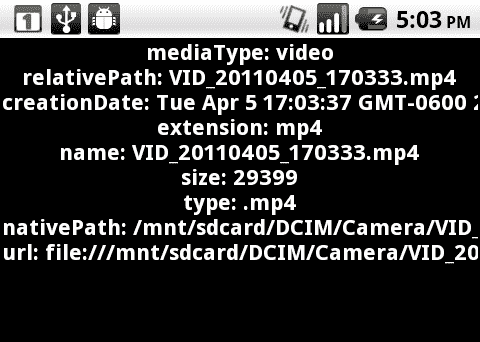 1 5:03 PM
mediaType: video
relativePath: VID_20110405_170333.mp4
creationDate: Tue Apr 5 17:03:37 GMT-0600 2
extension: mp4
name: VID_20110405_170333.mp4
size: 29399
type: .mp4
nativePath: /mnt/sdcard/DCIM/Camera/VID_
url: file:///mnt/sdcard/DCIM/Camera/VID_20